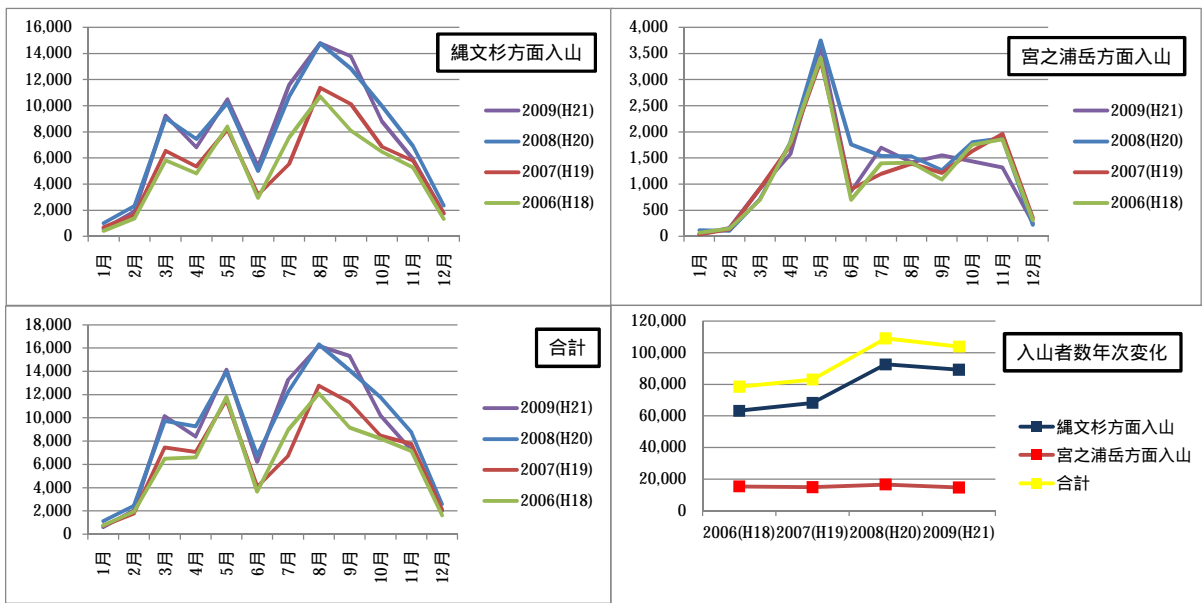 縄文杉方面入山
16,000
14,000
12,000
10,000
8,000
6,000
4,000
2,000
0
1月
2月
3月
4月
5月
6月
7月
8月
9月
10月
11月
12月
2009(H21)
2008(H20)
2007(H19)
2006(H18)
宮之浦岳方面入山
4,000
3,500
3,000
2,500
2,000
1,500
1,000
500
0
1月
2月
3月
4月
5月
6月
7月
8月
9月
10月
11月
12月
2009(H21)
2008(H20)
2007(H19)
2006(H18)
合計
18,000
16,000
14,000
12,000
10,000
8,000
6,000
4,000
2,000
0
1月
2月
3月
4月
5月
6月
7月
8月
9月
10月
11月
12月
2009(H21)
2008(H20)
2007(H19)
2006(H18)
入山者数年次変化
120,000
100,000
80,000
60,000
40,000
20,000
0
2006(H18) 2007(H19) 2008(H20) 2009(H21)
縄文杉方面入山
宮之浦岳方面入山
合計